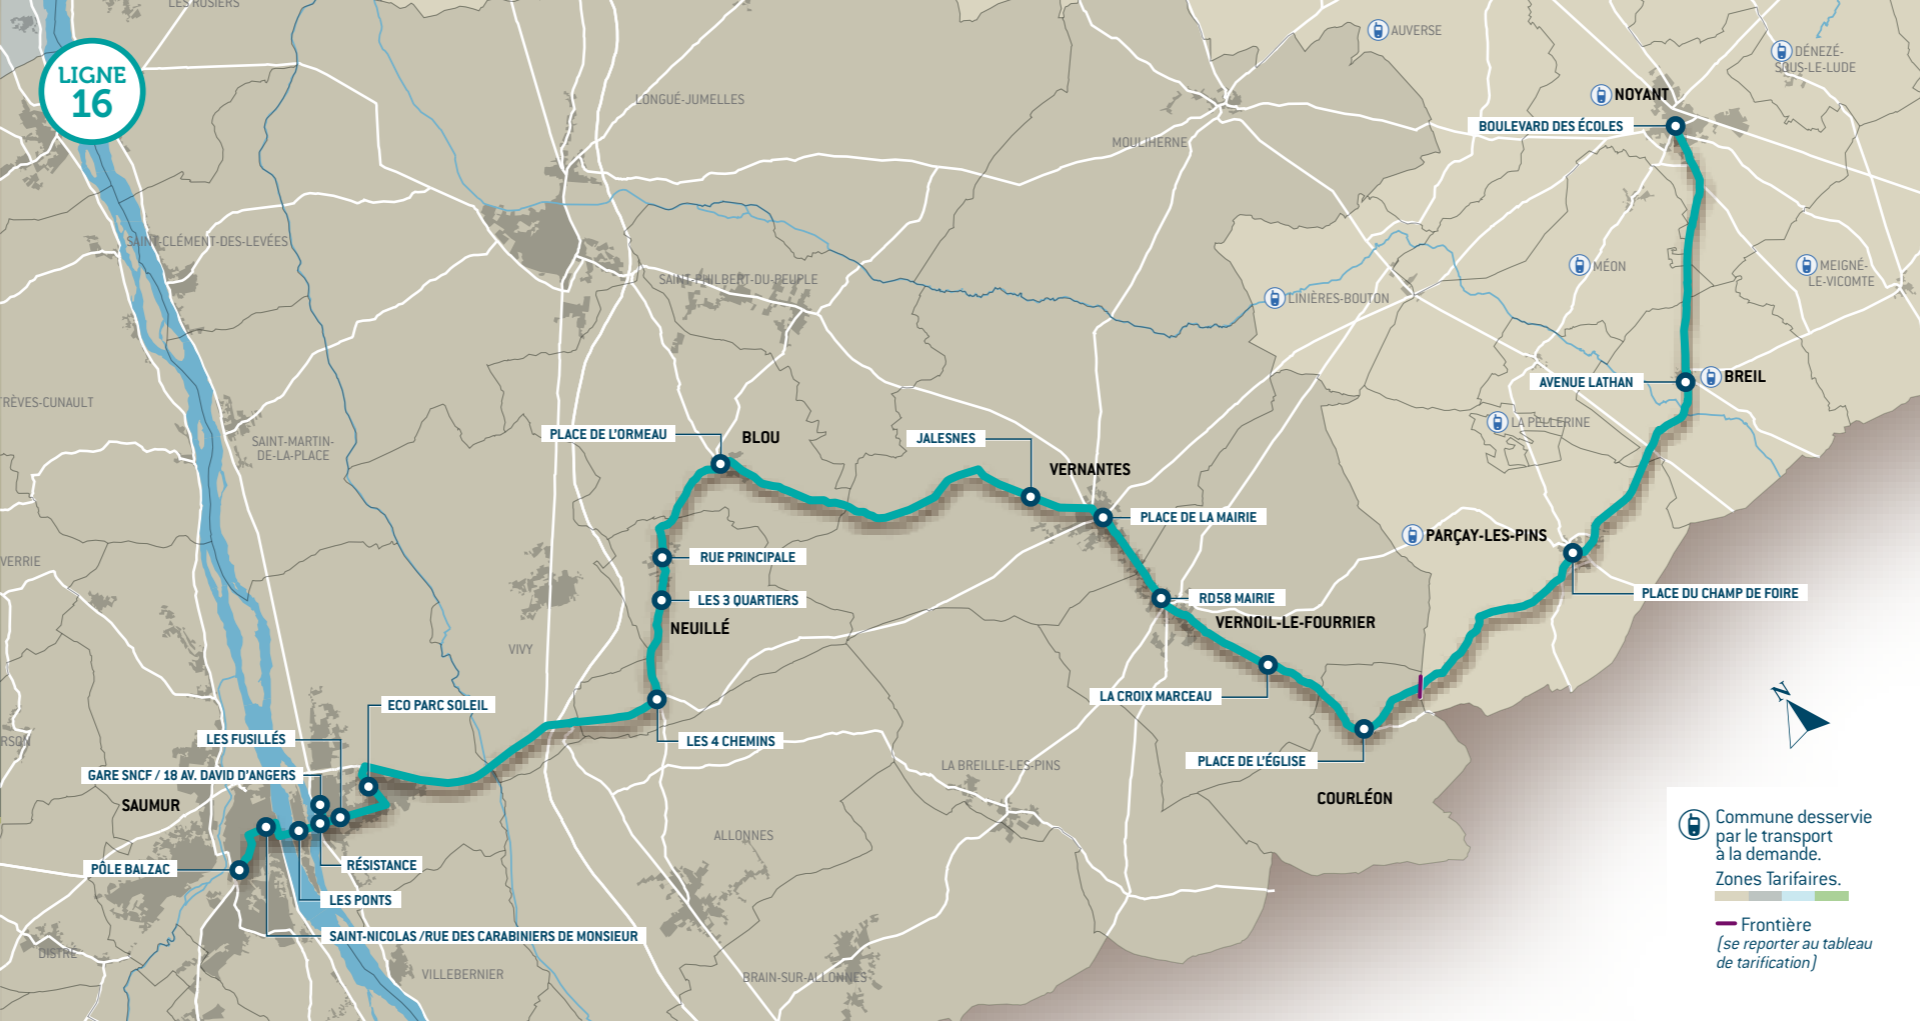 LES ROSIERS
LIGNE
16
AUVERSE
DÉNEZÉ-
SOUS-LE-LUDE
NOYANT
LONGUÉ-JUMELLES
BOULEVARD DES ÉCOLES
MOULIHERNE
SAINT-CLÉMENT-DES-LEVÉES
SAINT-PHILBERT-DU-PEUPLE
MÉON
MEIGNÉ-
LE-VICOMTE
LINIÈRES-BOUTON
AVENUE LATHAN
BREIL
TRÈVES-CUNAULT
LA PELLERINE
PLACE DE L'ORMEAU
BLOU
JALESNES
SAINT-MARTIN-
DE-LA-PLACE
VERNANTES
PLACE DE LA MAIRIE
PARÇAY-LES-PINS
VERRIE
RUE PRINCIPALE
LES 3 QUARTIERS
RD58 MAIRIE
PLACE DU CHAMP DE FOIRE
NEUILLÉ
VERNOIL-LE-FOURRIER
VIVY
LA CROIX MARCEAU
ECO PARC SOLEIL
N
RSON
LES FUSILLÉS
LES 4 CHEMINS
PLACE DE L'ÉGLISE
LA BREILLE-LES-PINS
GARE SNCF / 18 AV. DAVID D'ANGERS
SAUMUR
COURLÉON
ALLONNES
PÔLE BALZAC
RÉSISTANCE
LES PONTS
SAINT-NICOLAS /RUE DES CARABINIERS DE MONSIEUR
DISTRÉ
VILLEBERNIER
BRAIN-SUR-ALLONNES
Commune desservie
par le transport
à la demande.
Zones Tarifaires.
Frontière
(se reporter au tableau
de tarification)